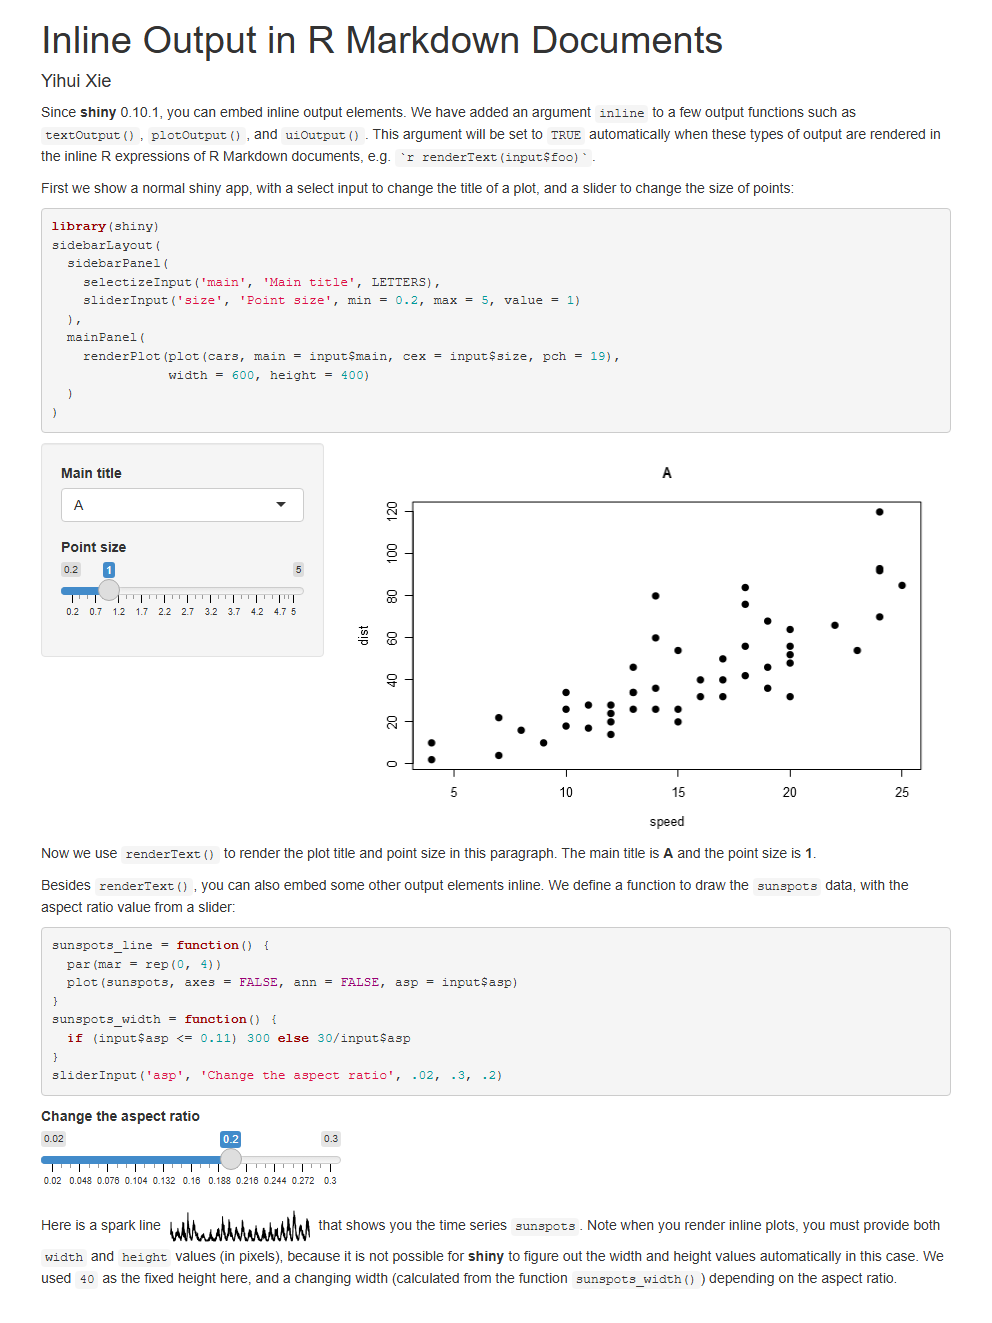 Inline Output in R Markdown Documents
Yihui Xie
Since shiny 0.10.1, you can embed inline output elements. We have added an argument inline to a few output functions such as
textOutput(), plotOutput(), and uiOutput(). This argument will be set to TRUE automatically when these types of output are rendered in
the inline R expressions of R Markdown documents, e.g. `r renderText(input$foo)`.
First we show a normal shiny app, with a select input to change the title of a plot, and a slider to change the size of points:
library(shiny)
sidebarLayout(
  sidebarPanel(
    selectizeInput('main', 'Main title', LETTERS),
    sliderInput('size', 'Point size', min = 0.2, max = 5, value = 1)
  ),
  mainPanel(
    renderPlot(plot(cars, main = input$main, cex = input$size, pch = 19),
               width = 600, height = 400)
  )
)
Main title
A
Point size
0.2 1 5
0.2 0.7 1.2 1.7 2.2 2.7 3.2 3.7 4.2 4.7 5
A
120
100
80
60
40
20
0
dist
5 10 15 20 25
speed
Now we use renderText() to render the plot title and point size in this paragraph. The main title is A and the point size is 1.
Besides renderText(), you can also embed some other output elements inline. We define a function to draw the sunspots data, with the
aspect ratio value from a slider:
sunspots_line = function() {
  par(mar = rep(0, 4))
  plot(sunspots, axes = FALSE, ann = FALSE, asp = input$asp)
}
sunspots_width = function() {
  if (input$asp <= 0.11) 300 else 30/input$asp
}
sliderInput('asp', 'Change the aspect ratio', .02, .3, .2)
Change the aspect ratio
0.02 0.2 0.3
0.02 0.048 0.076 0.104 0.132 0.16 0.188 0.216 0.244 0.272 0.3
Here is a spark line that shows you the time series sunspots. Note when you render inline plots, you must provide both
width and height values (in pixels), because it is not possible for shiny to figure out the width and height values automatically in this case. We
used 40 as the fixed height here, and a changing width (calculated from the function sunspots_width()) depending on the aspect ratio.